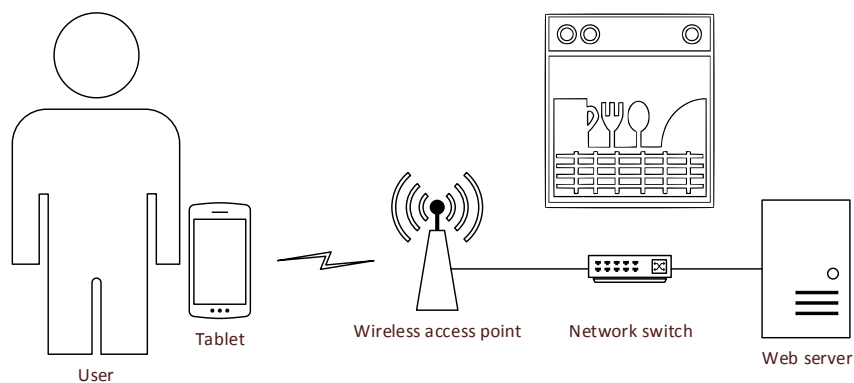 Tablet
Wireless access point
Network switch
Web server
User